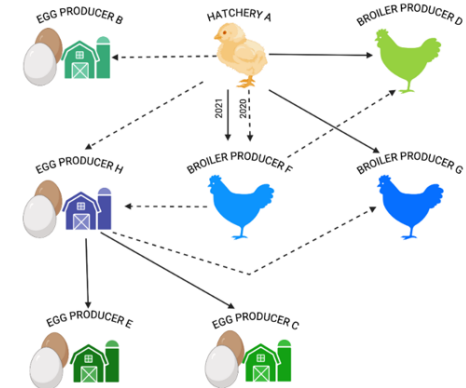 EGG PRODUCER B
HATCHERY A
BROILER PRODUCER D
2021
2020
EGG PRODUCER H
BROILER PRODUCER F
BROILER PRODUCER G
EGG PRODUCER E
EGG PRODUCER C